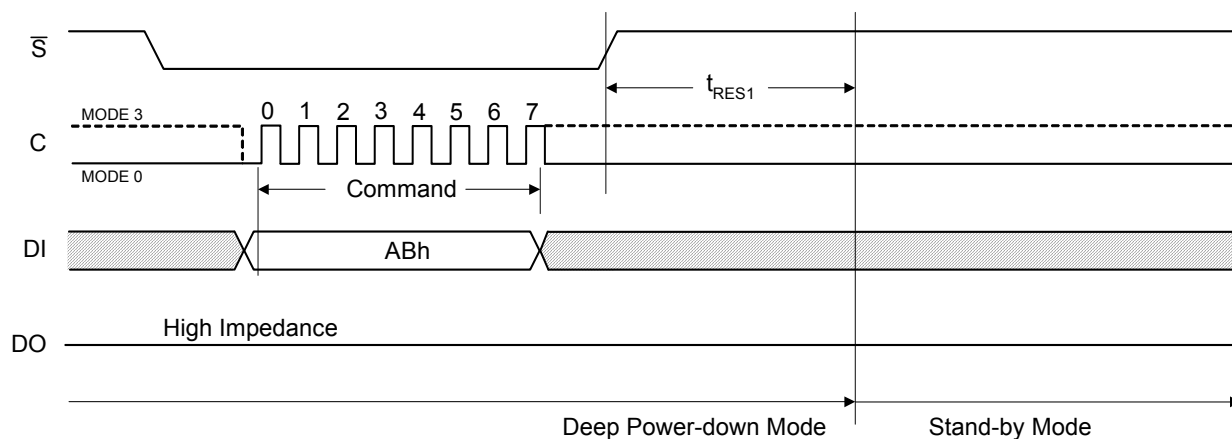 S̅
tRES1
MODE 3
0 1 2 3 4 5 6 7
C
MODE 0
Command
DI
ABh
High Impedance
DO
Deep Power-down Mode
Stand-by Mode